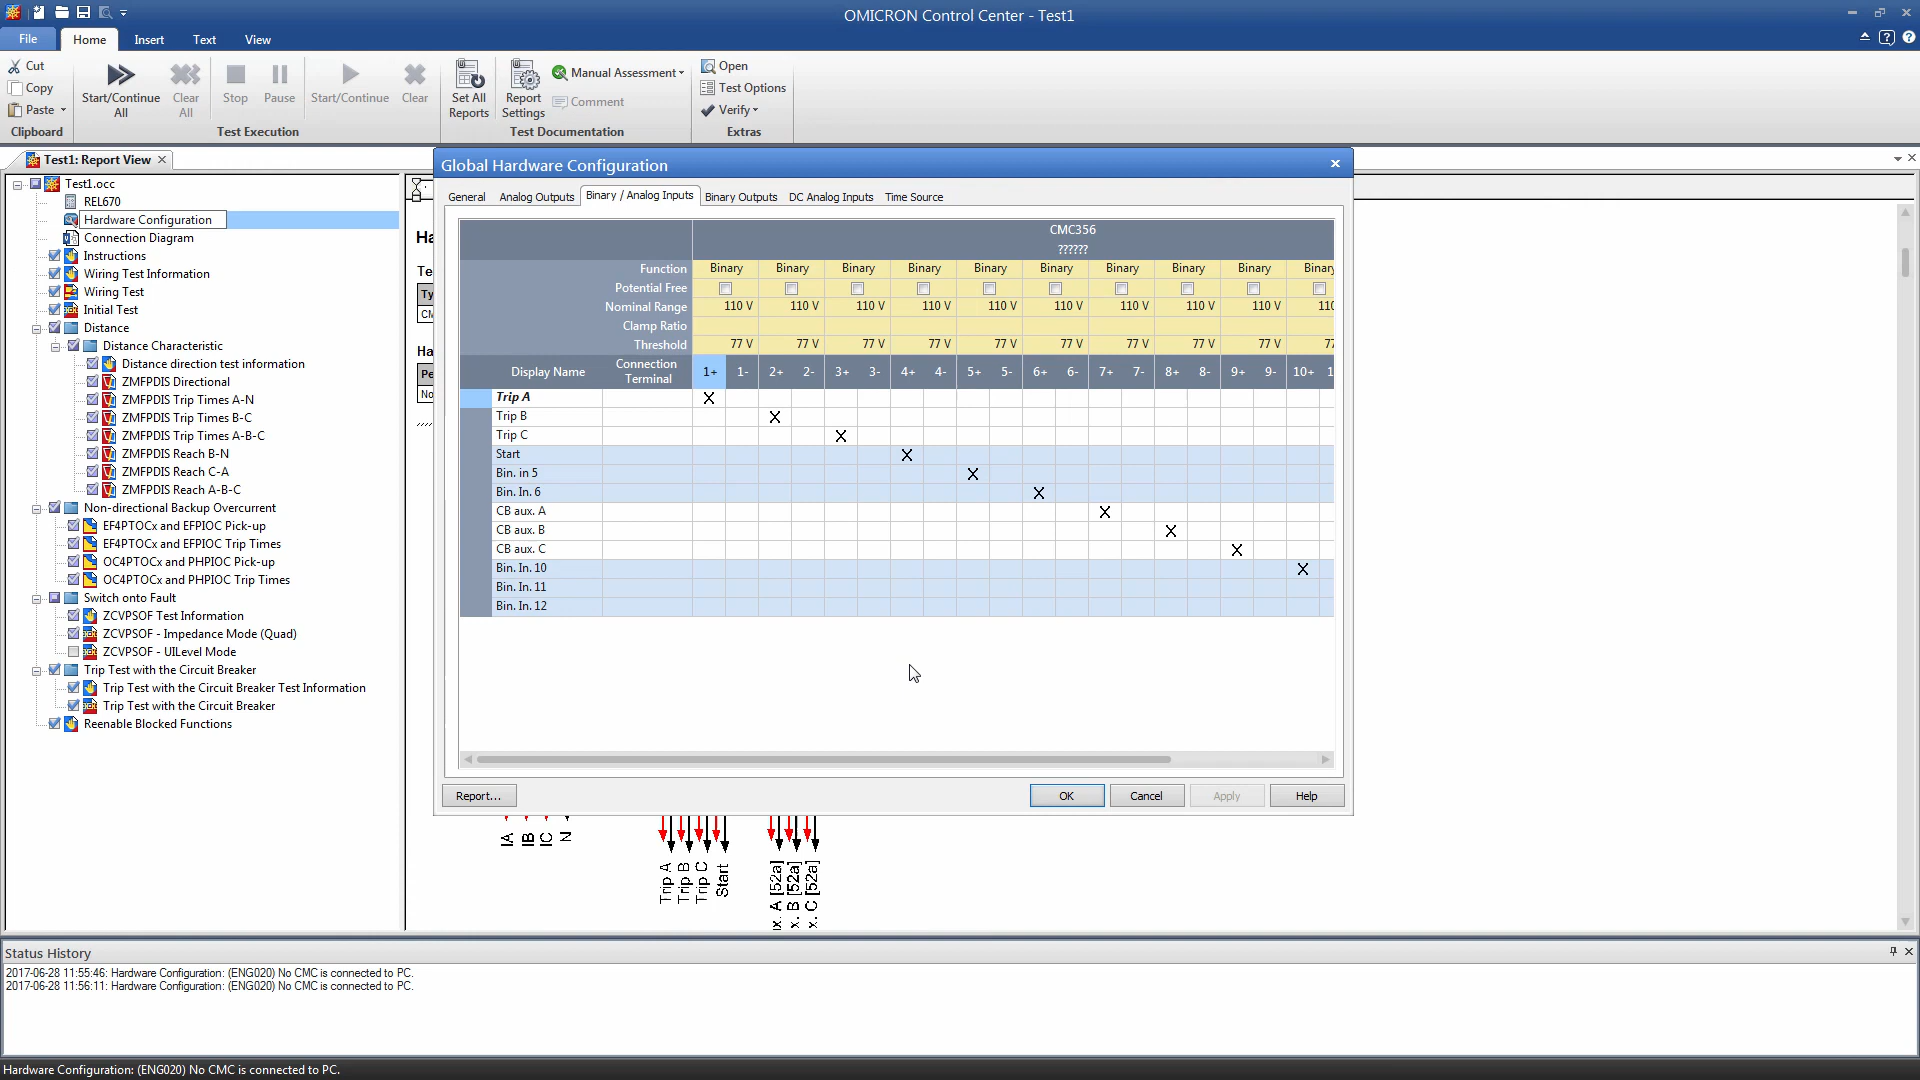 OMICRON Control Center - Test1
File
Home
Insert
Text
View
Cut
Copy
Paste
Clipboard
Start/Continue All
Clear All
Stop
Pause
Start/Continue
Clear
Test Execution
Set All Reports
Report Settings
Manual Assessment
Comment
Test Documentation
Open
Test Options
Verify
Extras
Test1: Report View
Test1.occ
REL670
Hardware Configuration
Connection Diagram
Instructions
Wiring Test Information
Wiring Test
Initial Test
Distance
Distance Characteristic
Distance direction test information
ZMFPDIS Directional
ZMFPDIS Trip Times A-N
ZMFPDIS Trip Times B-C
ZMFPDIS Trip Times A-B-C
ZMFPDIS Reach B-N
ZMFPDIS Reach C-A
ZMFPDIS Reach A-B-C
Non-directional Backup Overcurrent
EF4PTOCx and EFPIOC Pick-up
EF4PTOCx and EFPIOC Trip Times
OC4PTOCx and PHPIOC Pick-up
OC4PTOCx and PHPIOC Trip Times
Switch onto Fault
ZCVPSOF Test Information
ZCVPSOF - Impedance Mode (Quad)
ZCVPSOF - UILevel Mode
Trip Test with the Circuit Breaker
Trip Test with the Circuit Breaker Test Information
Trip Test with the Circuit Breaker
Reenable Blocked Functions
Ha
Te
Ty
CM
Ha
Pe
No
Global Hardware Configuration
General
Analog Outputs
Binary / Analog Inputs
Binary Outputs
DC Analog Inputs
Time Source
CMC356
??????
Function Binary Binary Binary Binary Binary Binary Binary Binary Binary Binary
Potential Free
Nominal Range 110 V 110 V 110 V 110 V 110 V 110 V 110 V 110 V 110 V 110
Clamp Ratio
Threshold 77 V 77 V 77 V 77 V 77 V 77 V 77 V 77 V 77 V 77
Display Name Connection Terminal 1+ 1- 2+ 2- 3+ 3- 4+ 4- 5+ 5- 6+ 6- 7+ 7- 8+ 8- 9+ 9- 10+ 1
Trip A X
Trip B X
Trip C X
Start X
Bin. in 5 X
Bin. In. 6 X
CB aux. A X
CB aux. B X
CB aux. C X
Bin. In. 10 X
Bin. In. 11
Bin. In. 12
Report...
OK
Cancel
Apply
Help
IA
IB
IC
N
Trip A
Trip B
Trip C
Start
x. A [52a]
x. B [52a]
x. C [52a]
Status History
2017-06-28 11:55:46: Hardware Configuration: (ENG020) No CMC is connected to PC.
2017-06-28 11:56:11: Hardware Configuration: (ENG020) No CMC is connected to PC.
Hardware Configuration: (ENG020) No CMC is connected to PC.